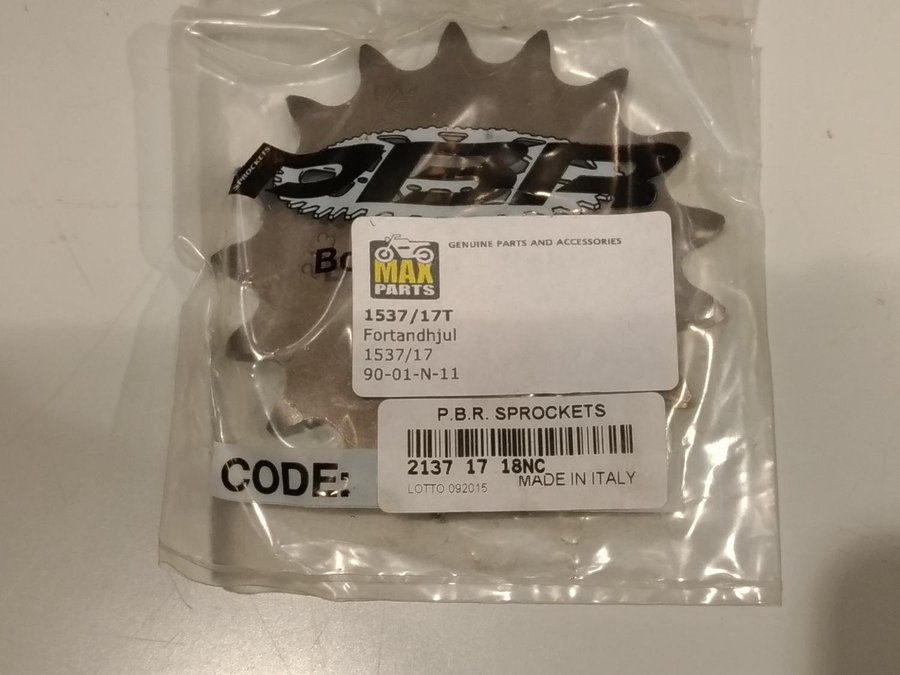 SPROCKETS
PBR
Bo
GENUINE PARTS AND ACCESSORIES
MAX
PARTS
1537/17T
Fortandhjul
1537/17
90-01-N-11
P.B.R. SPROCKETS
2137 17 18NC
MADE IN ITALY
LOTTO 092015
CODE: